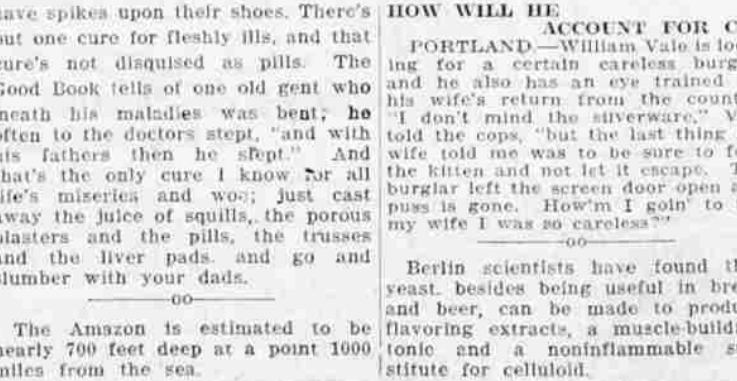 have spikes upon their shoes. There's
but one cure for fleshly ills, and that
cure's not disquised as pills. The
Good Book tells of one old gent who
neath his maladies was bent; he
often to the doctors stept, "and with
his fathers then he slept." And
that's the only cure I know for all
life's miseries and woe; just cast
away the juice of squills, the porous
plasters and the pills, the trusses
and the liver pads. and go and
slumber with your dads.
oo
The Amazon is estimated to be
nearly 700 feet deep at a point 1000
miles from the sea.
HOW WILL HE
ACCOUNT FOR
PORTLAND.—William Vale is
ing for a certain careless
and he also has an eye trained
his wife's return from the
"I don't mind the silverware,"
told the cops, "but the last thing
wife told me was to be sure to
the kitten and not let it escape.
burglar left the screen door open
puss is gone. How'm I goin' to
my wife I was so careless?"
oo
Berlin scientists have found
yeast. besides being useful in
and beer, can be made to
flavoring extracts, a
tonic and a noninflammable
stitute for celluloid.